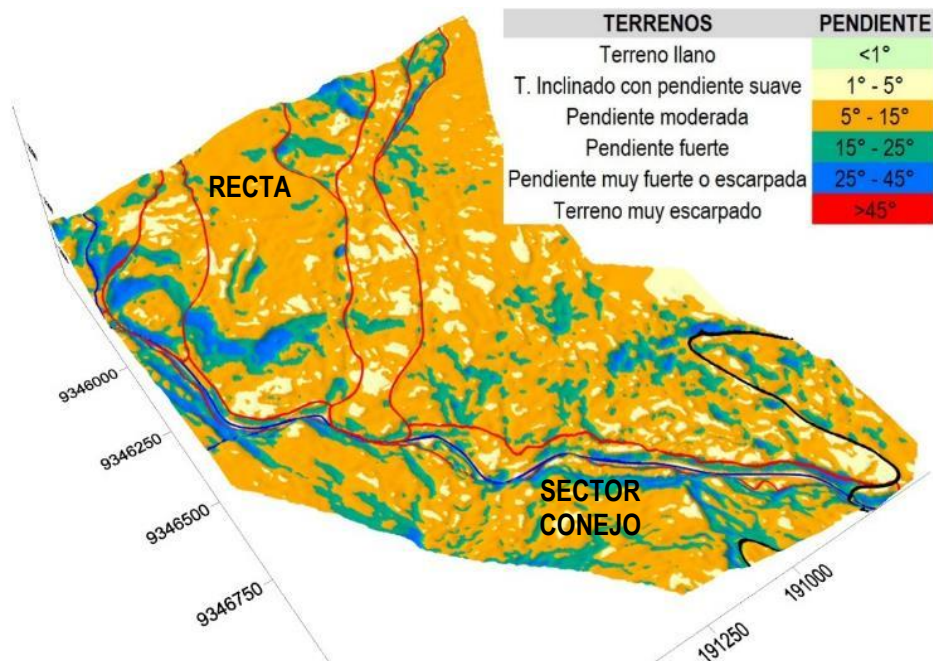 TERRENOS PENDIENTE
Terreno llano <1°
T. Inclinado con pendiente suave 1° - 5°
Pendiente moderada 5° - 15°
Pendiente fuerte 15° - 25°
Pendiente muy fuerte o escarpada 25° - 45°
Terreno muy escarpado >45°
RECTA
9346000
9346250
9346500
9346750
SECTOR
CONEJO
191000
191250